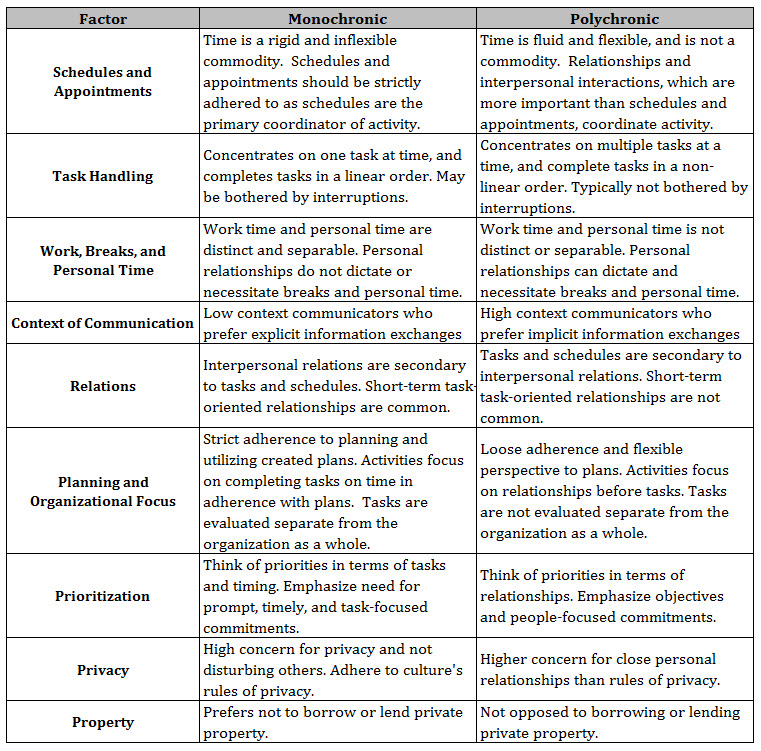 Factor Monochronic Polychronic
Schedules and
Appointments
Time is a rigid and inflexible
commodity.  Schedules and
appointments should be strictly
adhered to as schedules are the
primary coordinator of activity.
Time is fluid and flexible, and is not a
commodity.  Relationships and
interpersonal interactions, which are
more important than schedules and
appointments, coordinate activity.
Task Handling
Concentrates on one task at time, and
completes tasks in a linear order. May
be bothered by interruptions.
Concentrates on multiple tasks at a
time, and complete tasks in a non-
linear order. Typically not bothered by
interruptions.
Work, Breaks, and
Personal Time
Work time and personal time are
distinct and separable. Personal
relationships do not dictate or
necessitate breaks and personal time.
Work time and personal time is not
distinct or separable. Personal
relationships can dictate and
necessitate breaks and personal time.
Context of Communication
Low context communicators who
prefer explicit information exchanges
High context communicators who
prefer implicit information exchanges
Relations
Interpersonal relations are secondary
to tasks and schedules. Short-term task-
oriented relationships are common.
Tasks and schedules are secondary to
interpersonal relations. Short-term
task-oriented relationships are not
common.
Planning and
Organizational Focus
Strict adherence to planning and
utilizing created plans. Activities focus
on completing tasks on time in
adherence with plans.  Tasks are
evaluated separate from the
organization as a whole.
Loose adherence and flexible
perspective to plans. Activities focus
on relationships before tasks. Tasks
are not evaluated separate from the
organization as a whole.
Prioritization
Think of priorities in terms of tasks
and timing. Emphasize need for
prompt, timely, and task-focused
commitments.
Think of priorities in terms of
relationships. Emphasize objectives
and people-focused commitments.
Privacy
High concern for privacy and not
disturbing others. Adhere to culture's
rules of privacy.
Higher concern for close personal
relationships than rules of privacy.
Property
Prefers not to borrow or lend private
property.
Not opposed to borrowing or lending
private property.